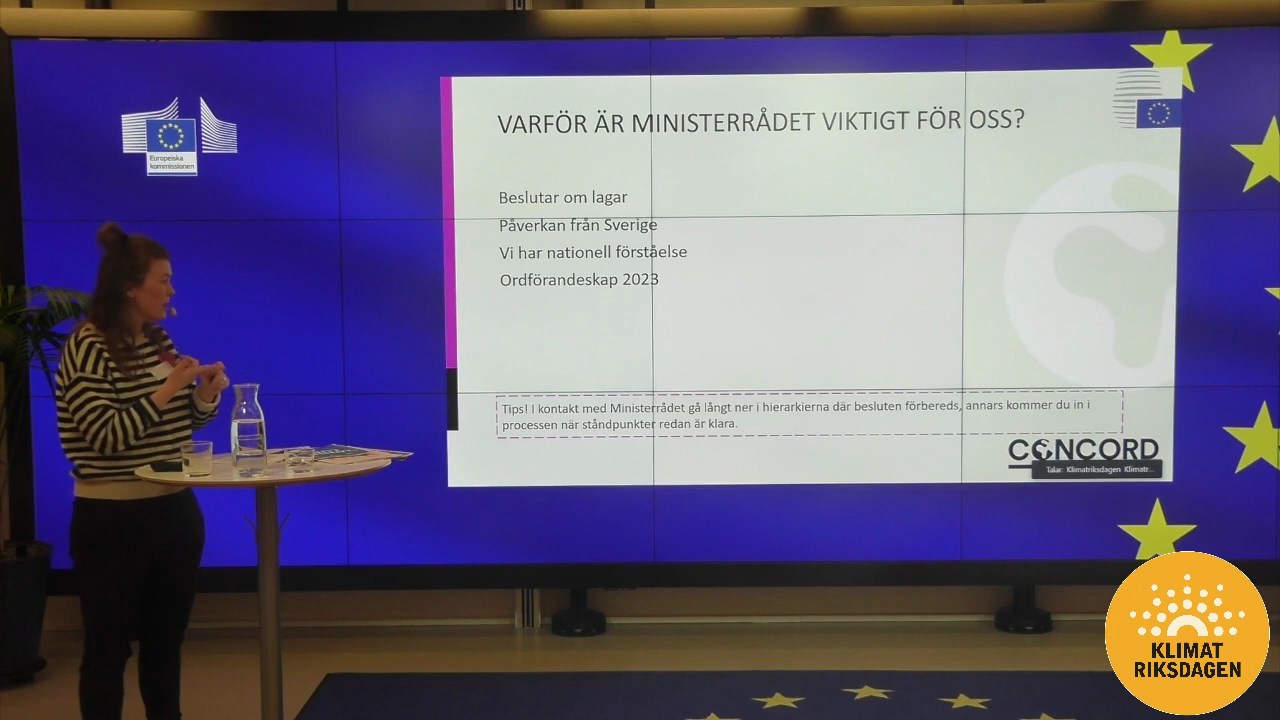 Europeiska
kommissionen
VARFÖR ÄR MINISTERRÅDET VIKTIGT FÖR OSS?
Beslutar om lagar
Påverkan från Sverige
Vi har nationell förståelse
Ordförandeskap 2023
Tips! I kontakt med Ministerrådet gå långt ner i hierarkierna där besluten förbereds, annars kommer du in i
processen när ståndpunkter redan är klara.
CONCORD
Talar: Klimatriksdagen Klimatr...
KLIMAT
RIKSDAGEN